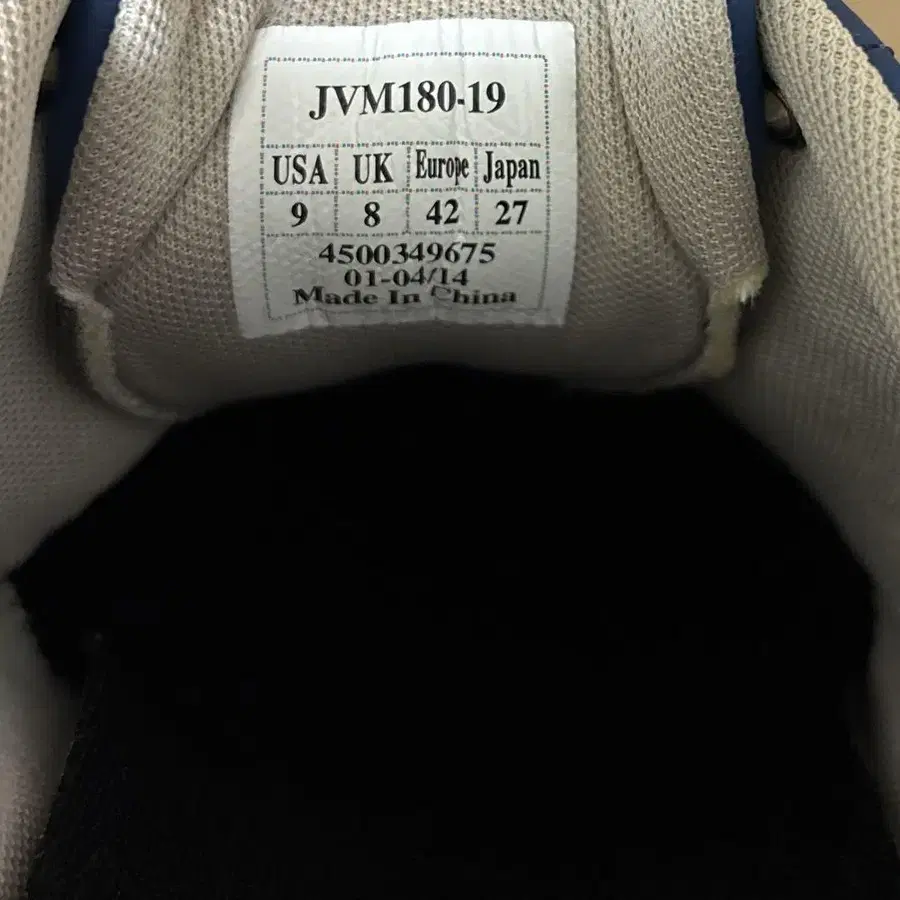 JVM180-19
USA UK Europe Japan
9 8 42 27
4500349675
01-04/14
Made In China